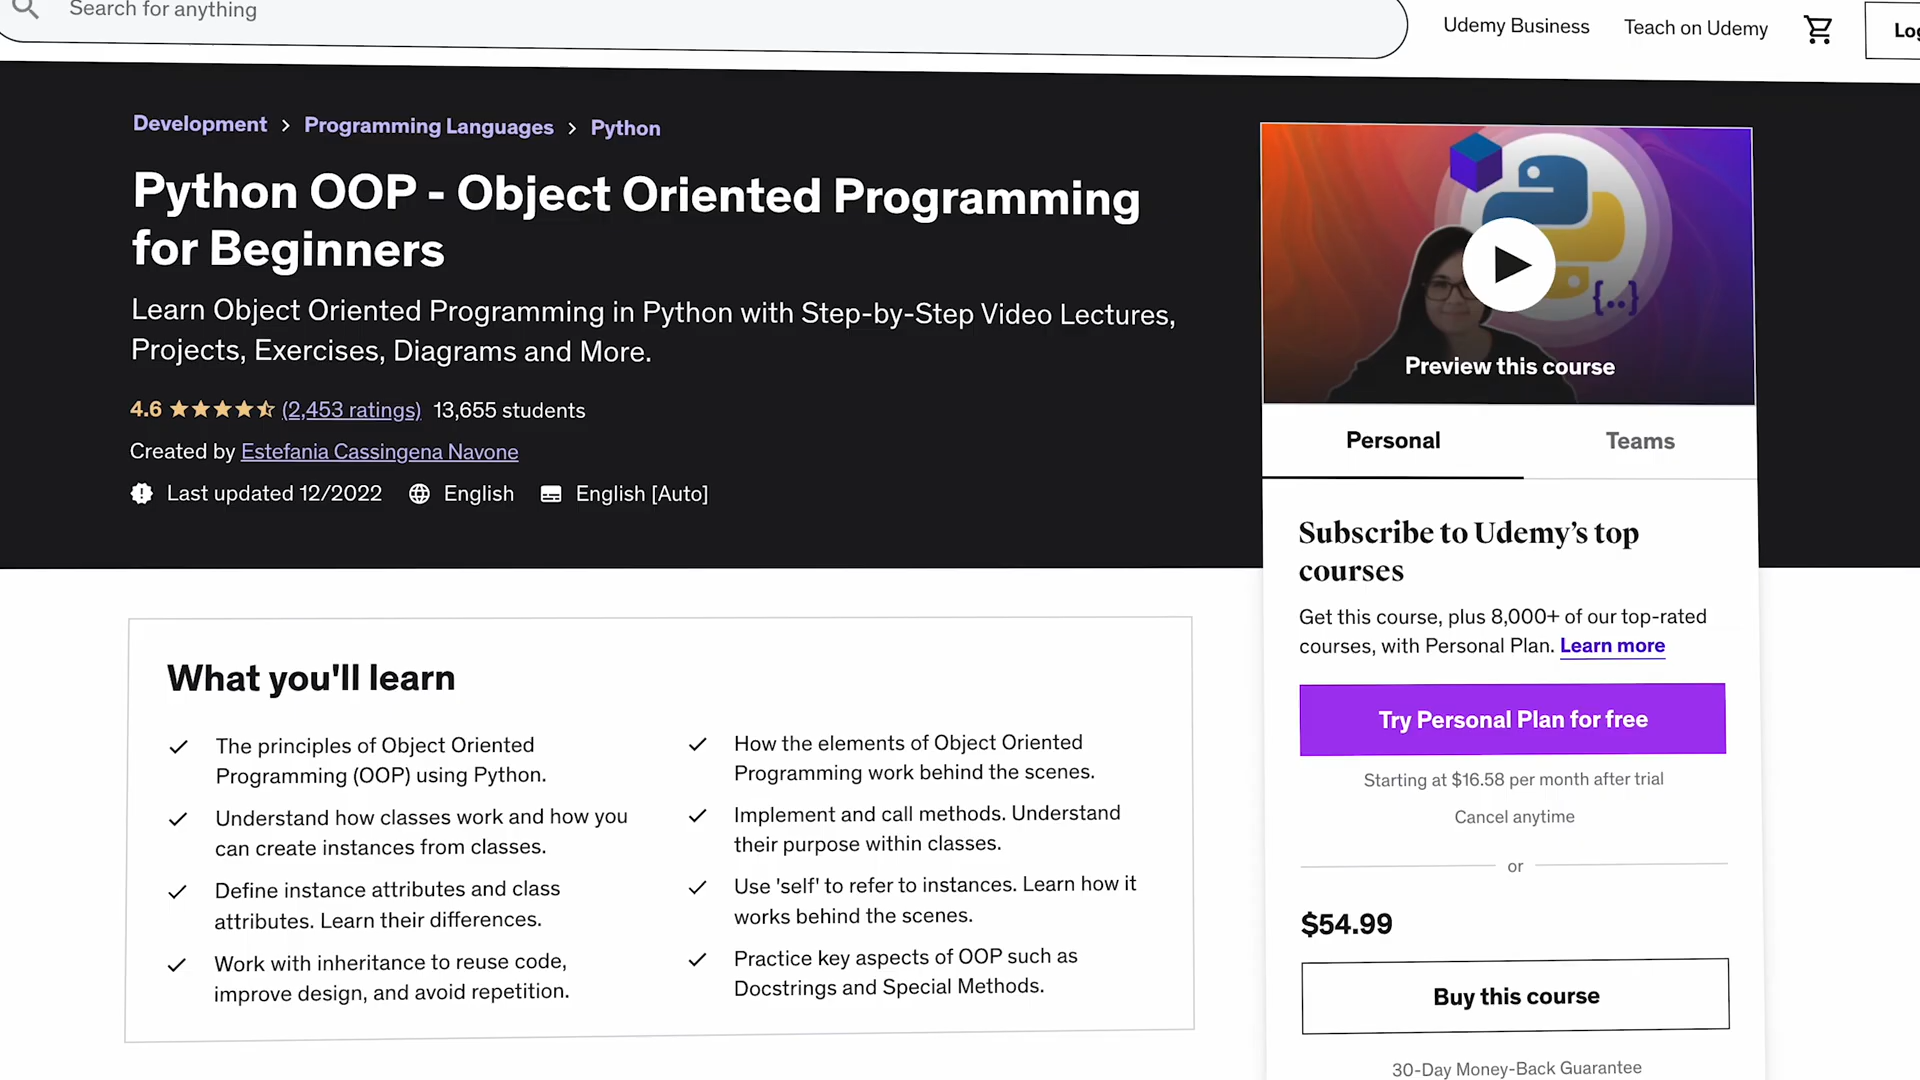 Search for anything
Udemy Business
Teach on Udemy
Development > Programming Languages > Python
Python OOP - Object Oriented Programming
for Beginners
Learn Object Oriented Programming in Python with Step-by-Step Video Lectures,
Projects, Exercises, Diagrams and More.
4.6 (2,453 ratings) 13,655 students
Created by Estefania Cassingena Navone
Last updated 12/2022 English English [Auto]
{..}
Preview this course
Personal
Teams
Subscribe to Udemy’s top
courses
Get this course, plus 8,000+ of our top-rated
courses, with Personal Plan. Learn more
Try Personal Plan for free
Starting at $16.58 per month after trial
Cancel anytime
or
$54.99
Buy this course
30-Day Money-Back Guarantee
What you'll learn
The principles of Object Oriented
Programming (OOP) using Python.
Understand how classes work and how you
can create instances from classes.
Define instance attributes and class
attributes. Learn their differences.
Work with inheritance to reuse code,
improve design, and avoid repetition.
How the elements of Object Oriented
Programming work behind the scenes.
Implement and call methods. Understand
their purpose within classes.
Use 'self' to refer to instances. Learn how it
works behind the scenes.
Practice key aspects of OOP such as
Docstrings and Special Methods.